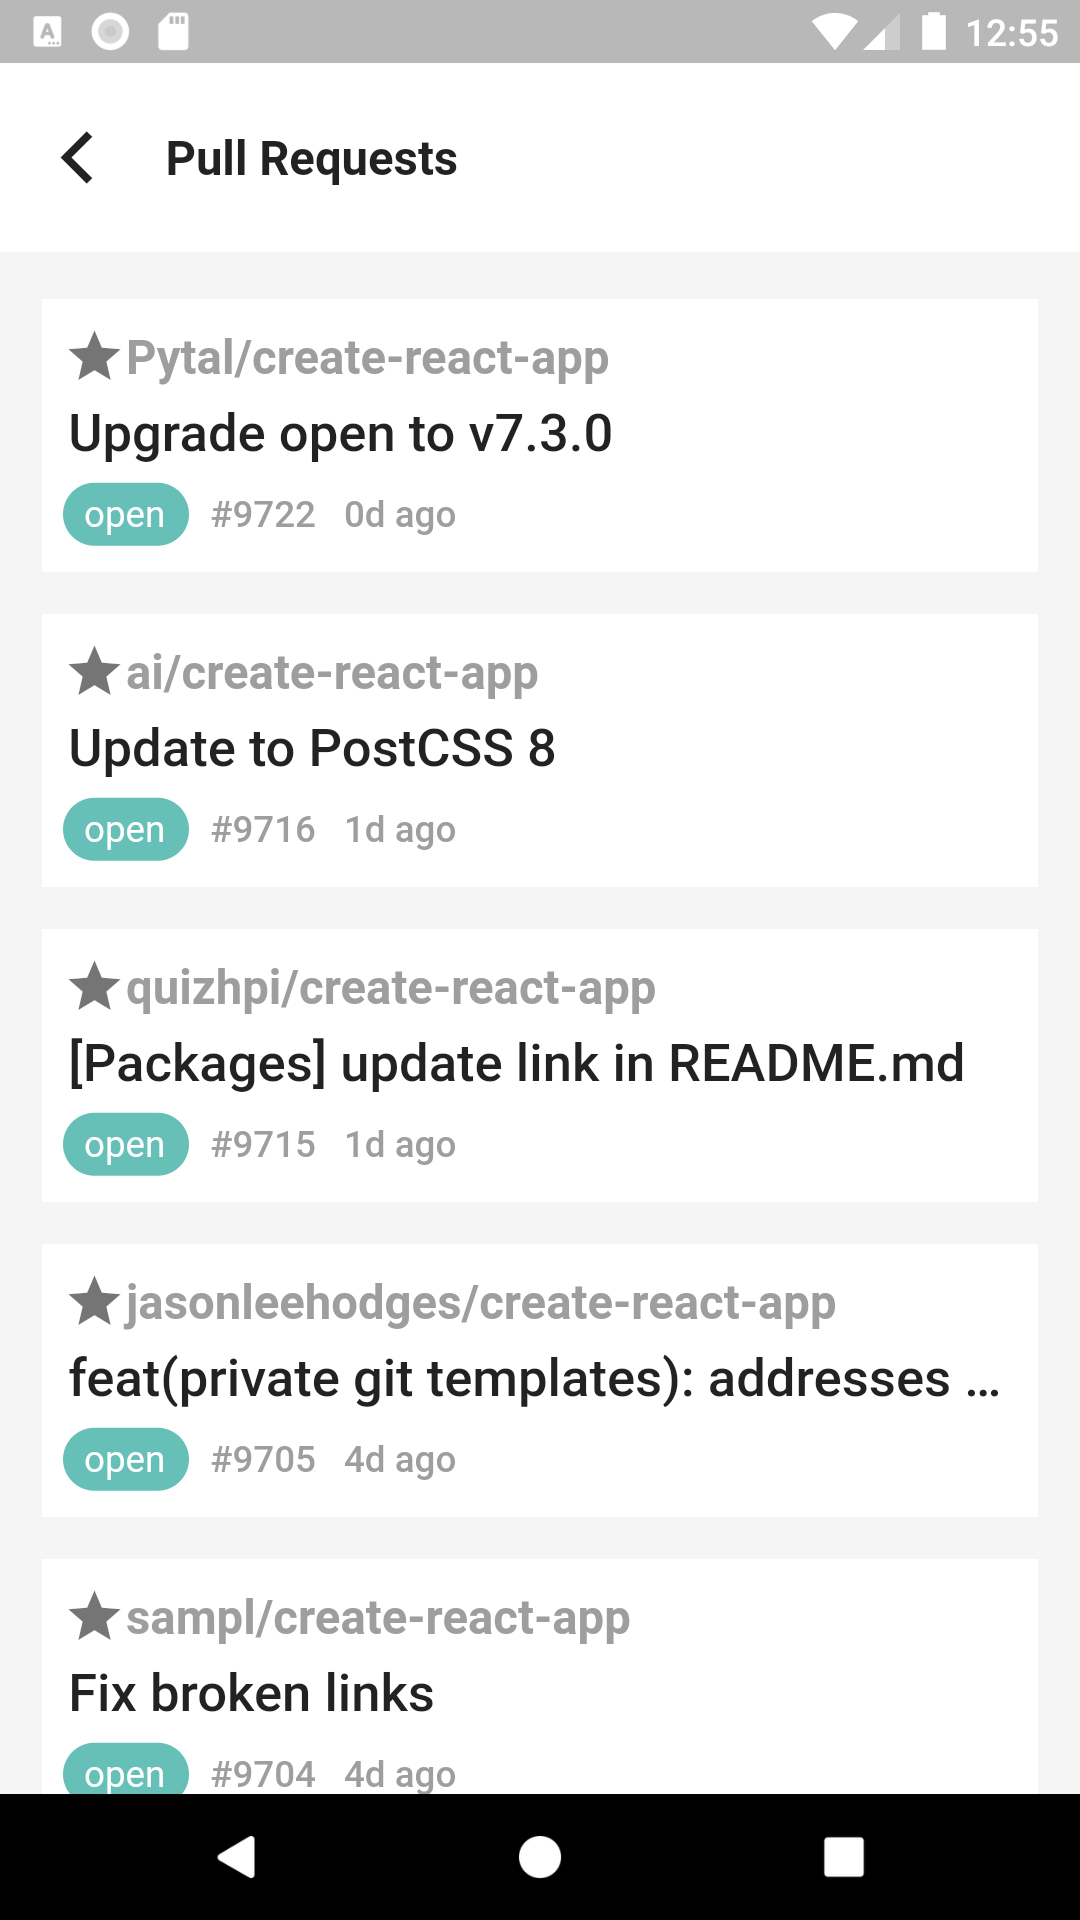 12:55
Pull Requests
Pytal/create-react-app
Upgrade open to v7.3.0
open #9722 0d ago
ai/create-react-app
Update to PostCSS 8
open #9716 1d ago
quizhpi/create-react-app
[Packages] update link in README.md
open #9715 1d ago
jasonleehodges/create-react-app
feat(private git templates): addresses ...
open #9705 4d ago
sampl/create-react-app
Fix broken links
open #9704 4d ago